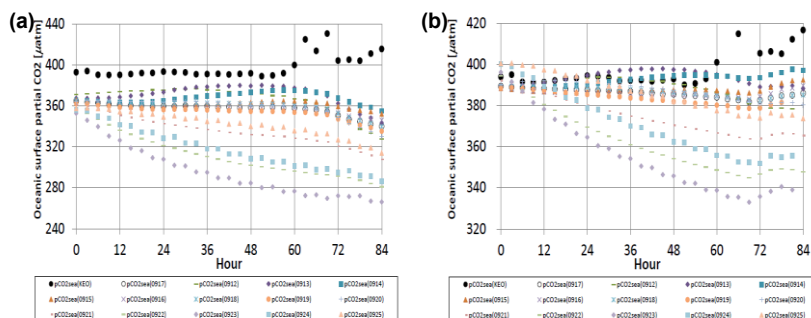 (a)
Oceanic surface partial CO2 [μatm]
440
400
360
320
280
240
0 12 24 36 48 60 72 84
Hour
pCO2sea(KEO) pCO2sea(0917) pCO2sea(0912) pCO2sea(0913) pCO2sea(0914)
pCO2sea(0915) pCO2sea(0916) pCO2sea(0918) pCO2sea(0919) pCO2sea(0920)
pCO2sea(0921) pCO2sea(0922) pCO2sea(0923) pCO2sea(0924) pCO2sea(0925)
(b)
Oceanic surface partial CO2 [μatm]
420
400
380
360
340
320
0 12 24 36 48 60 72 84
Hour
pCO2sea(KEO) pCO2sea(0917) pCO2sea(0912) pCO2sea(0913) pCO2sea(0914)
pCO2sea(0915) pCO2sea(0916) pCO2sea(0918) pCO2sea(0919) pCO2sea(0920)
pCO2sea(0921) pCO2sea(0922) pCO2sea(0923) pCO2sea(0924) pCO2sea(0925)